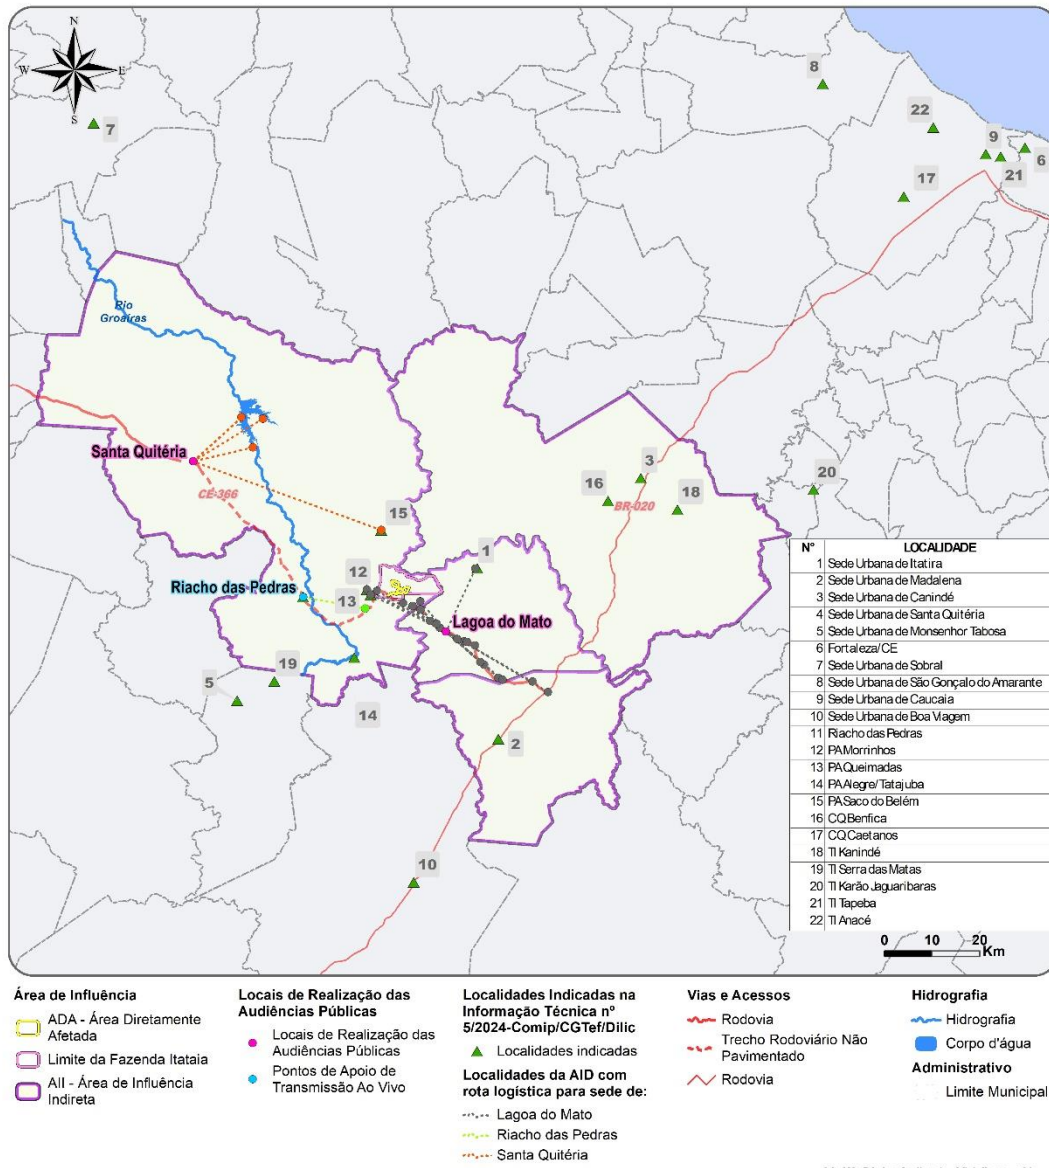 N
W
E
S
8
7
22
9
6
21
17
Rio
Groaíras
Santa Quitéria
CE-366
3
16
BR-020
18
20
15
1
12
Riacho das Pedras
13
Lagoa do Mato
19
5
14
2
10
N° LOCALIDADE
1 Sede Urbana de Itatira
2 Sede Urbana de Madalena
3 Sede Urbana de Canindé
4 Sede Urbana de Santa Quitéria
5 Sede Urbana de Monsenhor Tabosa
6 Fortaleza/CE
7 Sede Urbana de Sobral
8 Sede Urbana de São Gonçalo do Amarante
9 Sede Urbana de Caucaia
10 Sede Urbana de Boa Viagem
11 Riacho das Pedras
12 PA Morrinhos
13 PA Queimadas
14 PA Alegre/Tatajuba
15 PA Saco do Belém
16 CQ Benfica
17 CQ Caetanos
18 TI Kanindé
19 TI Serra das Matas
20 TI Karão Jaguaribaras
21 TI Tapeba
22 TI Anacé
0 10 20
Km
Área de Influência
ADA - Área Diretamente
Afetada
Limite da Fazenda Itataia
AII - Área de Influência
Indireta
Locais de Realização das
Audiências Públicas
Locais de Realização das
Audiências Públicas
Pontos de Apoio de
Transmissão Ao Vivo
Localidades Indicadas na
Informação Técnica nº
5/2024-Comip/CGTef/Dilic
Localidades indicadas
Localidades da AID com
rota logística para sede de:
Lagoa do Mato
Riacho das Pedras
Santa Quitéria
Vias e Acessos
Rodovia
Trecho Rodoviário Não
Pavimentado
Rodovia
Hidrografia
Hidrografia
Corpo d'água
Administrativo
Limite Municipal